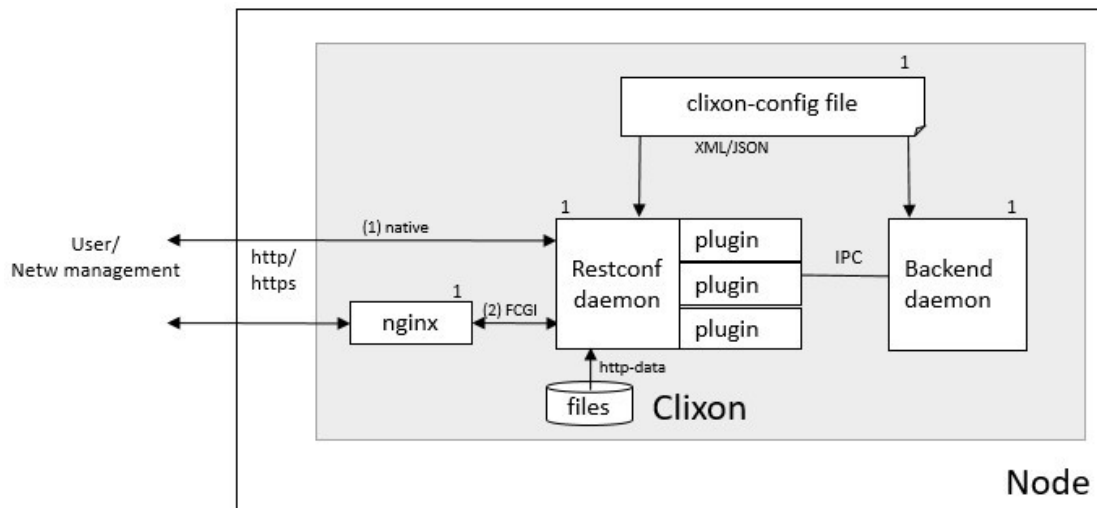 1
clixon-config file
XML/JSON
1
1
(1) native
User/
Netw management
http/
https
Restconf
daemon
plugin
plugin
plugin
IPC
Backend
daemon
1
nginx
(2) FCGI
http-data
files
Clixon
Node